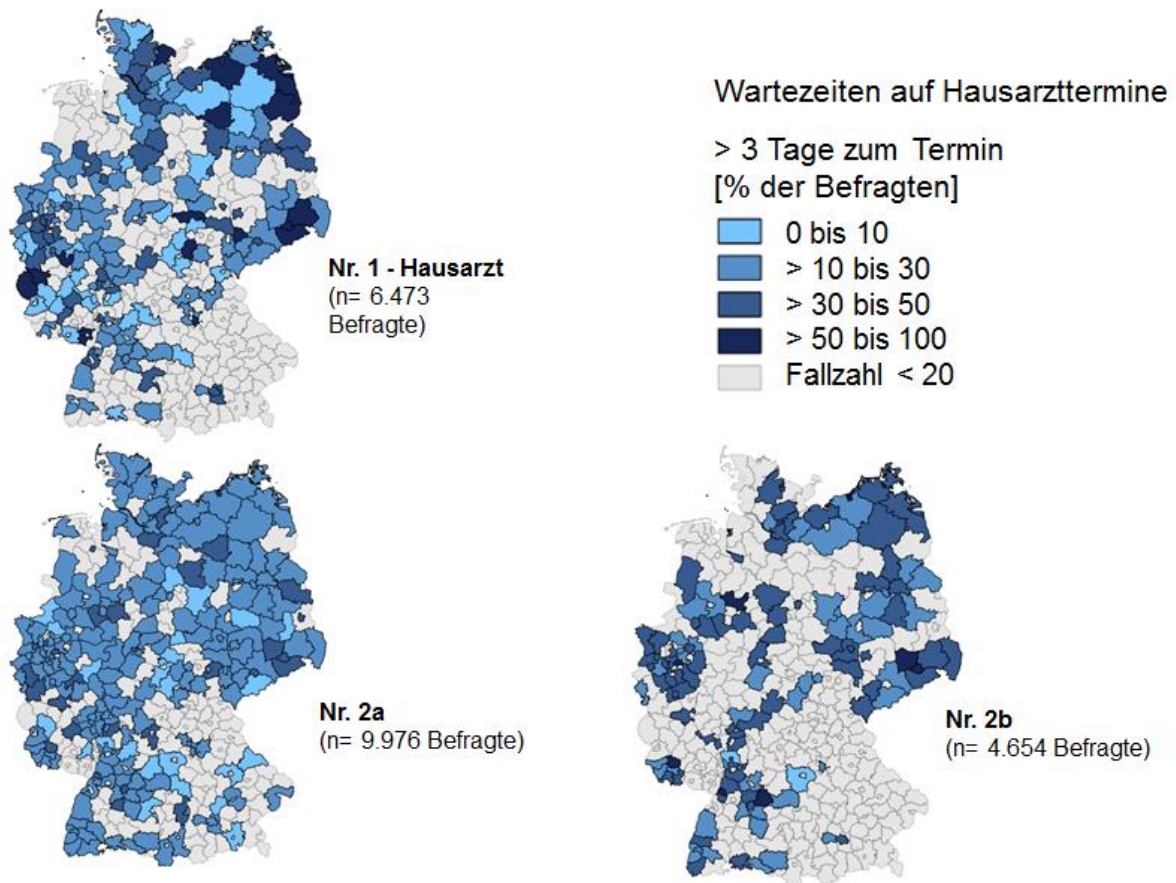 Wartezeiten auf Hausarzttermine
> 3 Tage zum Termin
[% der Befragten]
0 bis 10
> 10 bis 30
> 30 bis 50
> 50 bis 100
Fallzahl < 20
Nr. 1 - Hausarzt
(n= 6.473
Befragte)
Nr. 2a
(n= 9.976 Befragte)
Nr. 2b
(n= 4.654 Befragte)